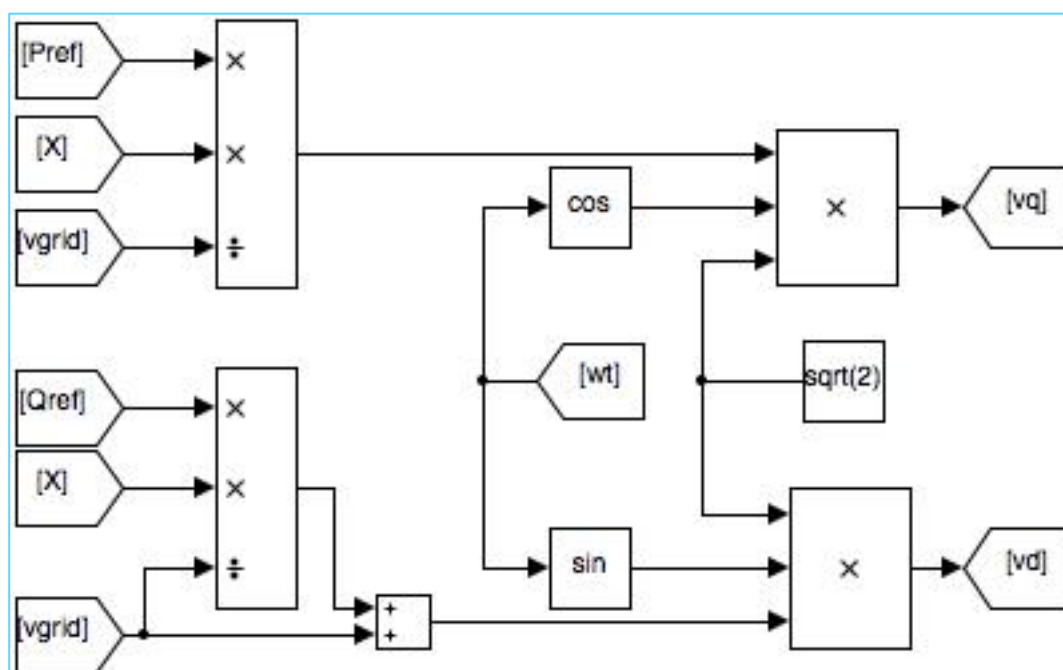 [Pref]
×
[X]
×
[vgrid]
÷
cos
×
[vq]
[wt]
sqrt(2)
[Qref]
×
[X]
×
÷
[vgrid]
+
+
sin
×
[vd]